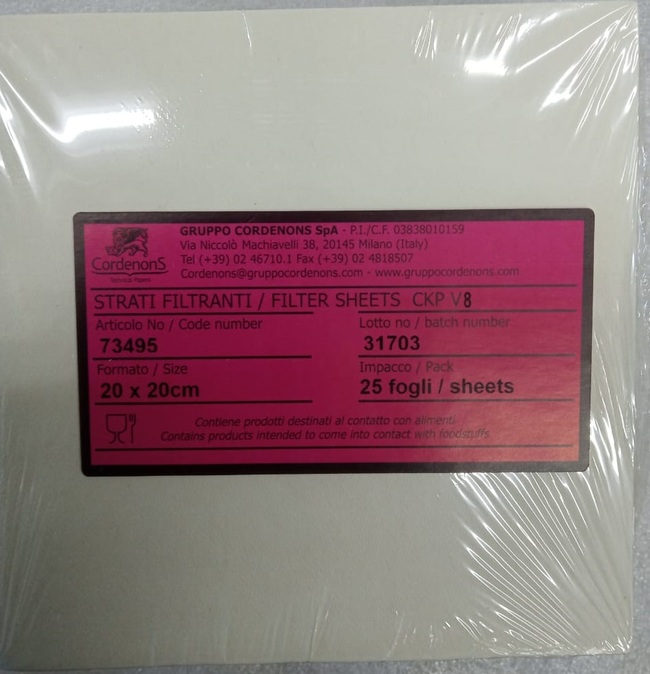 CordenonS
Technical Papers
GRUPPO CORDENONS SpA - P.I./C.F. 03838010159
Via Niccolò Machiavelli 38, 20145 Milano (Italy)
Tel (+39) 02 46710.1 Fax (+39) 02 4818507
Cordenons@gruppocordenons.com - www.gruppocordenons.com
STRATI FILTRANTI / FILTER SHEETS CKP V8
Articolo No / Code number
73495
Lotto no / batch number
31703
Formato / Size
20 x 20cm
Impacco / Pack
25 fogli / sheets
Contiene prodotti destinati al contatto con alimenti
Contains products intended to come into contact with foodstuffs